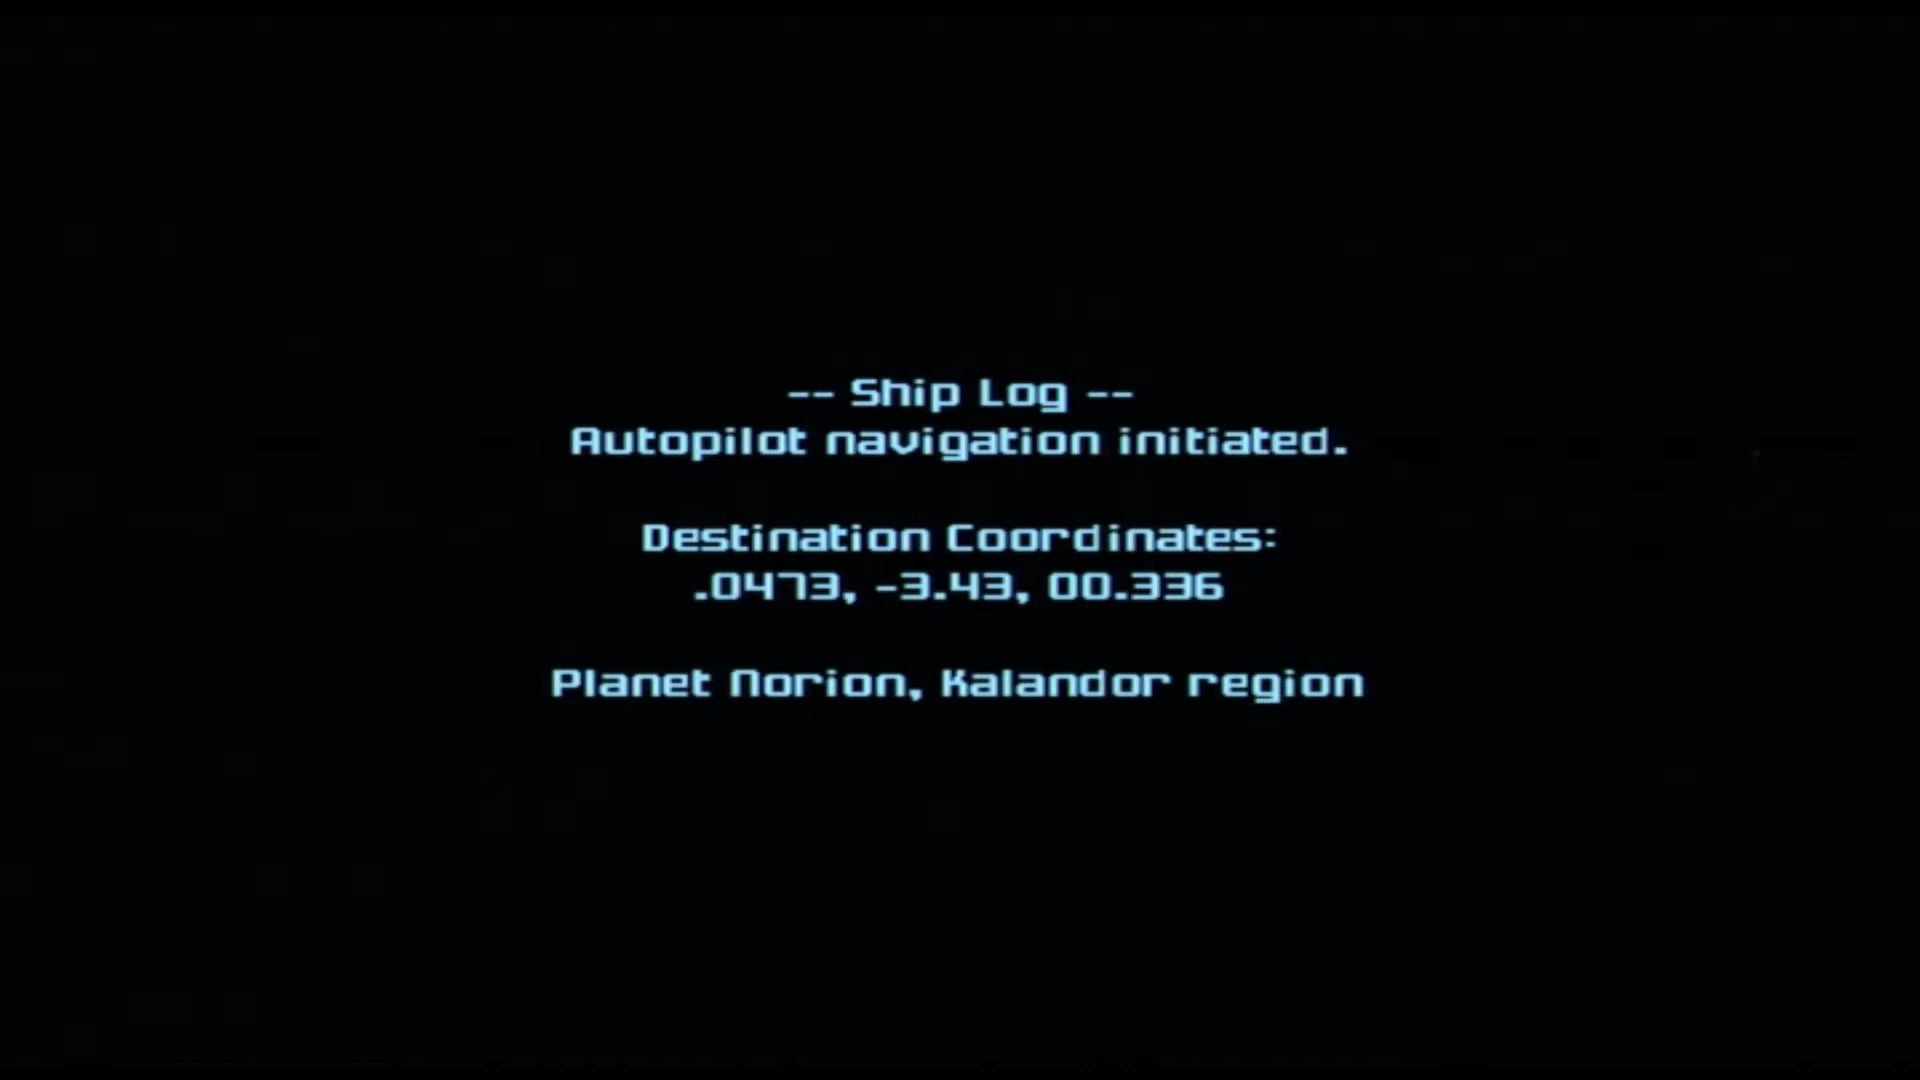 -- Ship Log --
Autopilot navigation initiated.
Destination Coordinates:
.0473, -3.43, 00.336
Planet Norion, Kalandor region